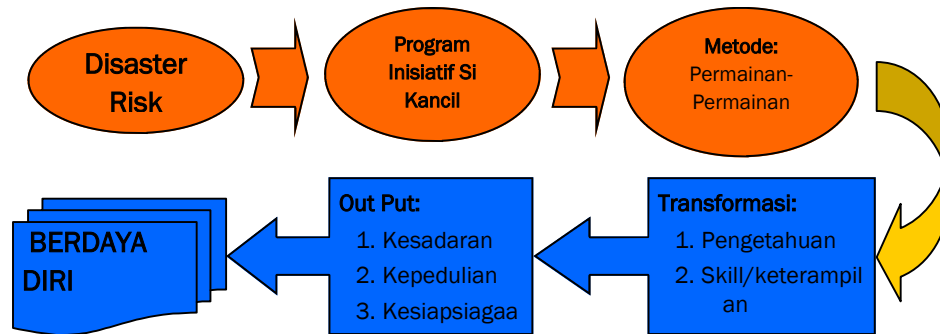 Disaster
Risk
Program
Inisiatif Si
Kancil
Metode:
Permainan-
Permainan
Transformasi:
1. Pengetahuan
2. Skill/keterampil
an
Out Put:
1. Kesadaran
2. Kepedulian
3. Kesiapsiagaa
BERDAYA
DIRI